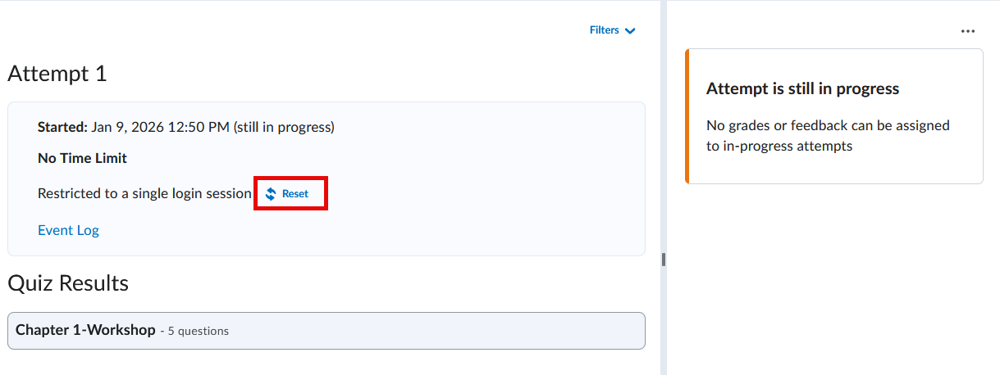 Filters
Attempt 1
Started: Jan 9, 2026 12:50 PM (still in progress)
No Time Limit
Restricted to a single login session Reset
Event Log
Quiz Results
Chapter 1-Workshop - 5 questions
Attempt is still in progress
No grades or feedback can be assigned
to in-progress attempts